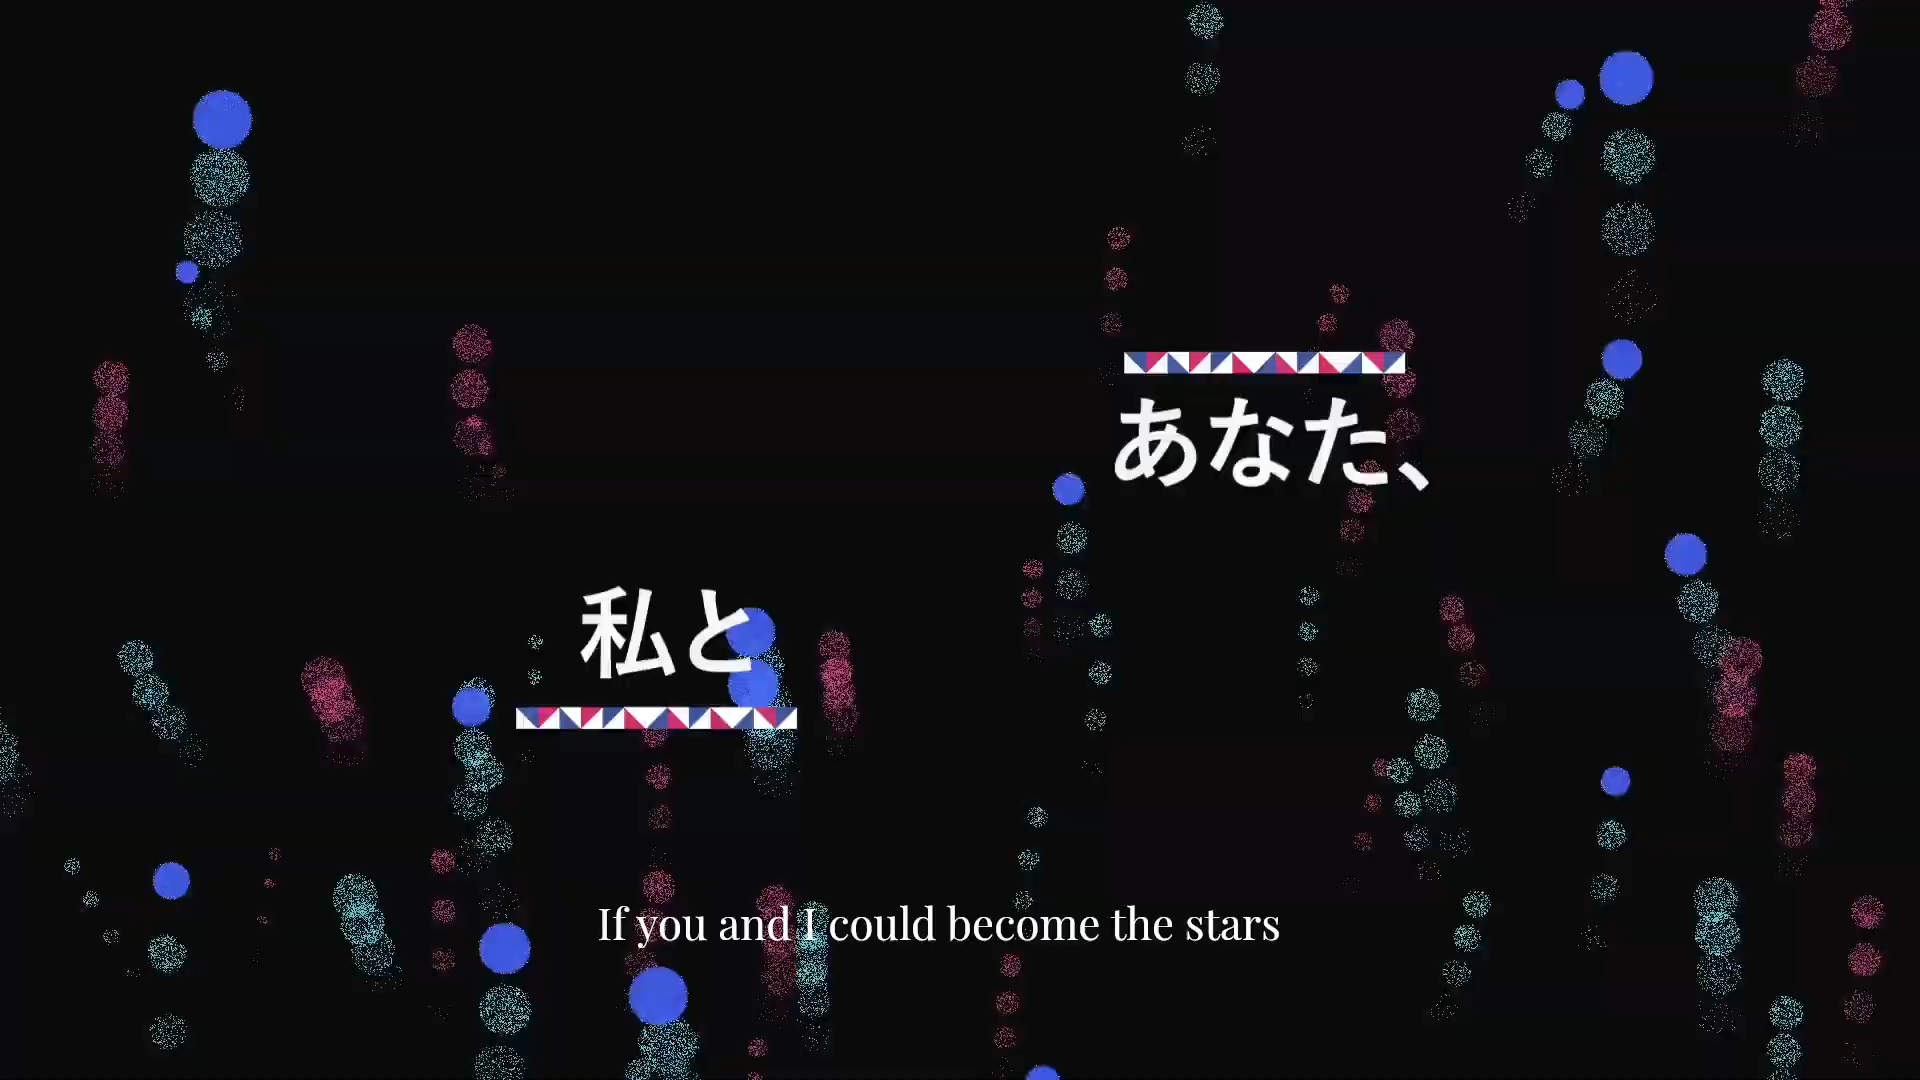 あなた、
私と
If you and I could become the stars